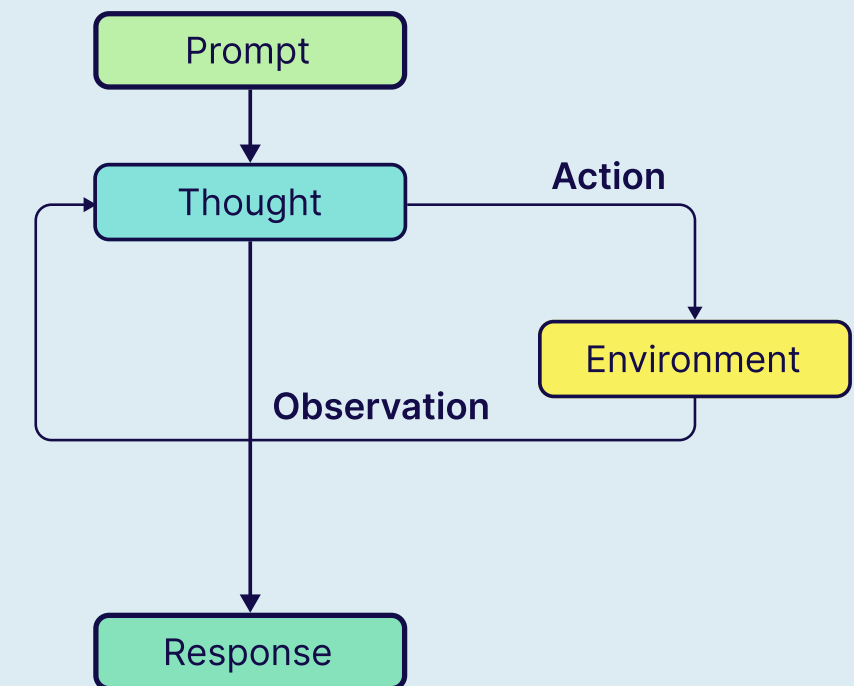 Prompt
Thought
Action
Environment
Observation
Response